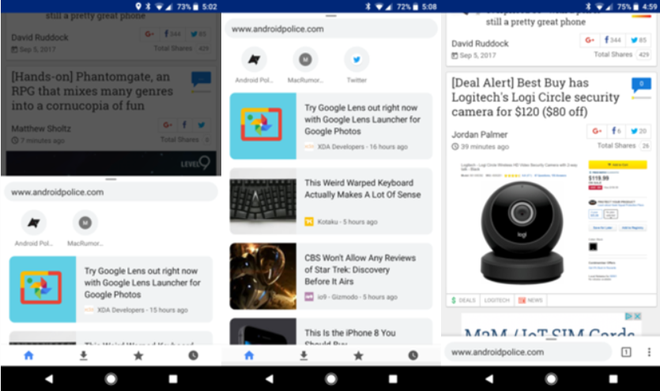 73% 5:02
still a pretty great phone
David Ruddock
Sep 5, 2017
G+ 344 85
Total Shares 429
[Hands-on] Phantomgate, an
RPG that mixes many genres
into a cornucopia of fun
Matthew Sholtz
7 minutes ago
G+
Total Shares
LEVEL9
www.androidpolice.com
M
Android Pol...
MacRumor...
Try Google Lens out right now
with Google Lens Launcher for
Google Photos
XDA Developers - 15 hours ago
This Weird Warped Keyboard
72% 5:08
www.androidpolice.com
M
Android Pol...
MacRumor...
Twitter
Try Google Lens out right now
with Google Lens Launcher for
Google Photos
XDA Developers - 16 hours ago
This Weird Warped Keyboard
Actually Makes A Lot Of Sense
Kotaku - 5 hours ago
CBS Won't Allow Any Reviews
of Star Trek: Discovery
Before It Airs
io9 - Gizmodo - 5 hours ago
This Is the iPhone 8 You
Should Buy
75% 4:59
still a pretty great phone
David Ruddock
Sep 5, 2017
G+ 344 85
Total Shares 429
[Deal Alert] Best Buy has
Logitech's Logi Circle security
camera for $120 ($80 off)
0
Jordan Palmer
39 minutes ago
G+ 6 20
Total Shares 26
$119.99
logi
DEALS
LOGITECH
NEWS
M2M / IoT SIM Cards
www.androidpolice.com
1